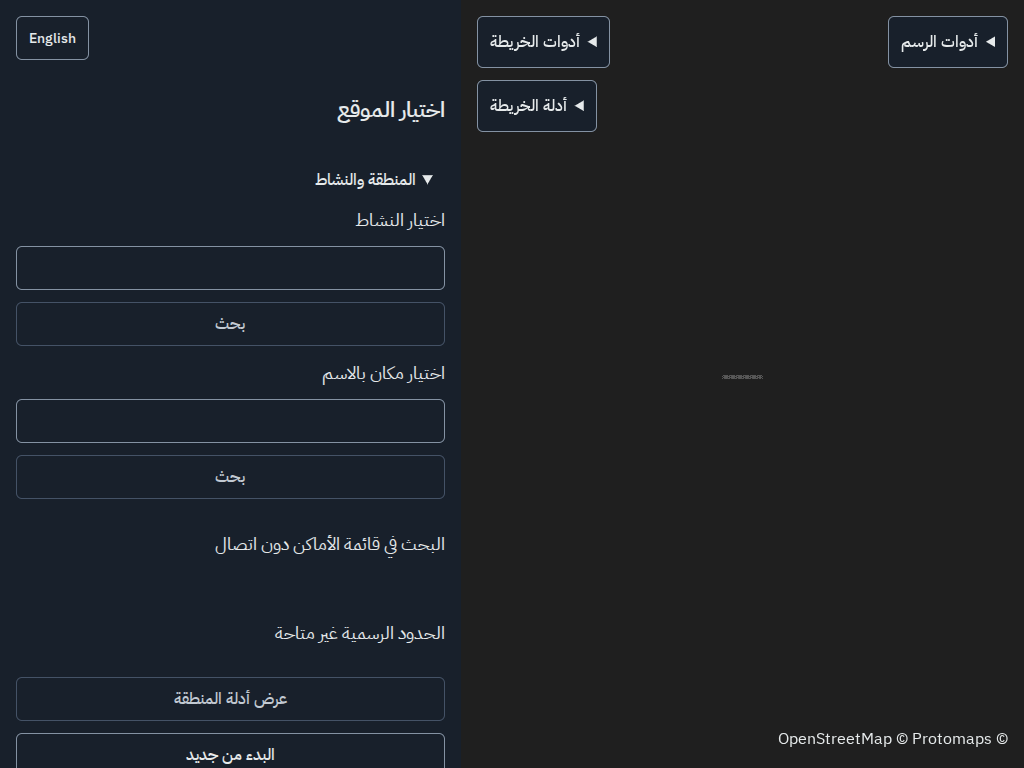 English
اختيار الموقع
المنطقة والنشاط
اختيار النشاط
بحث
اختيار مكان بالاسم
بحث
البحث في قائمة الأماكن دون اتصال
الحدود الرسمية غير متاحة
عرض أدلة المنطقة
البدء من جديد
أدوات الرسم
أدوات الخريطة
أدلة الخريطة
OpenStreetMap © Protomaps ©